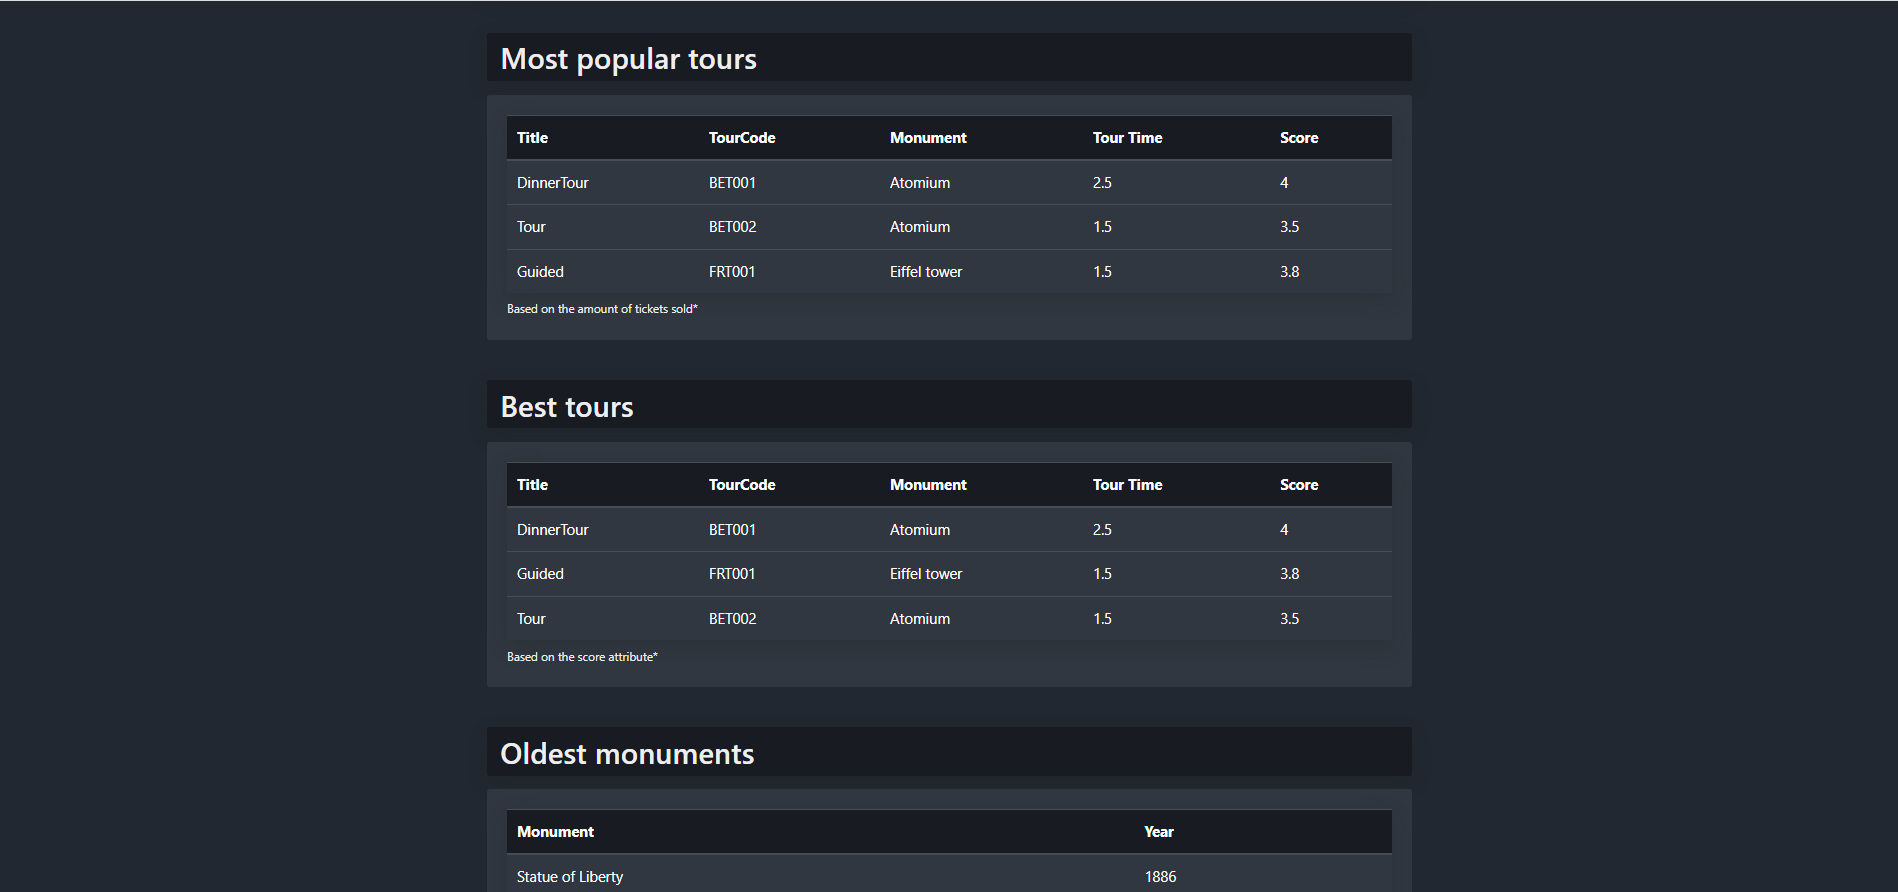 Most popular tours
Title TourCode Monument Tour Time Score
DinnerTour BET001 Atomium 2.5 4
Tour BET002 Atomium 1.5 3.5
Guided FRT001 Eiffel tower 1.5 3.8
Based on the amount of tickets sold*
Best tours
Title TourCode Monument Tour Time Score
DinnerTour BET001 Atomium 2.5 4
Guided FRT001 Eiffel tower 1.5 3.8
Tour BET002 Atomium 1.5 3.5
Based on the score attribute*
Oldest monuments
Monument Year
Statue of Liberty 1886